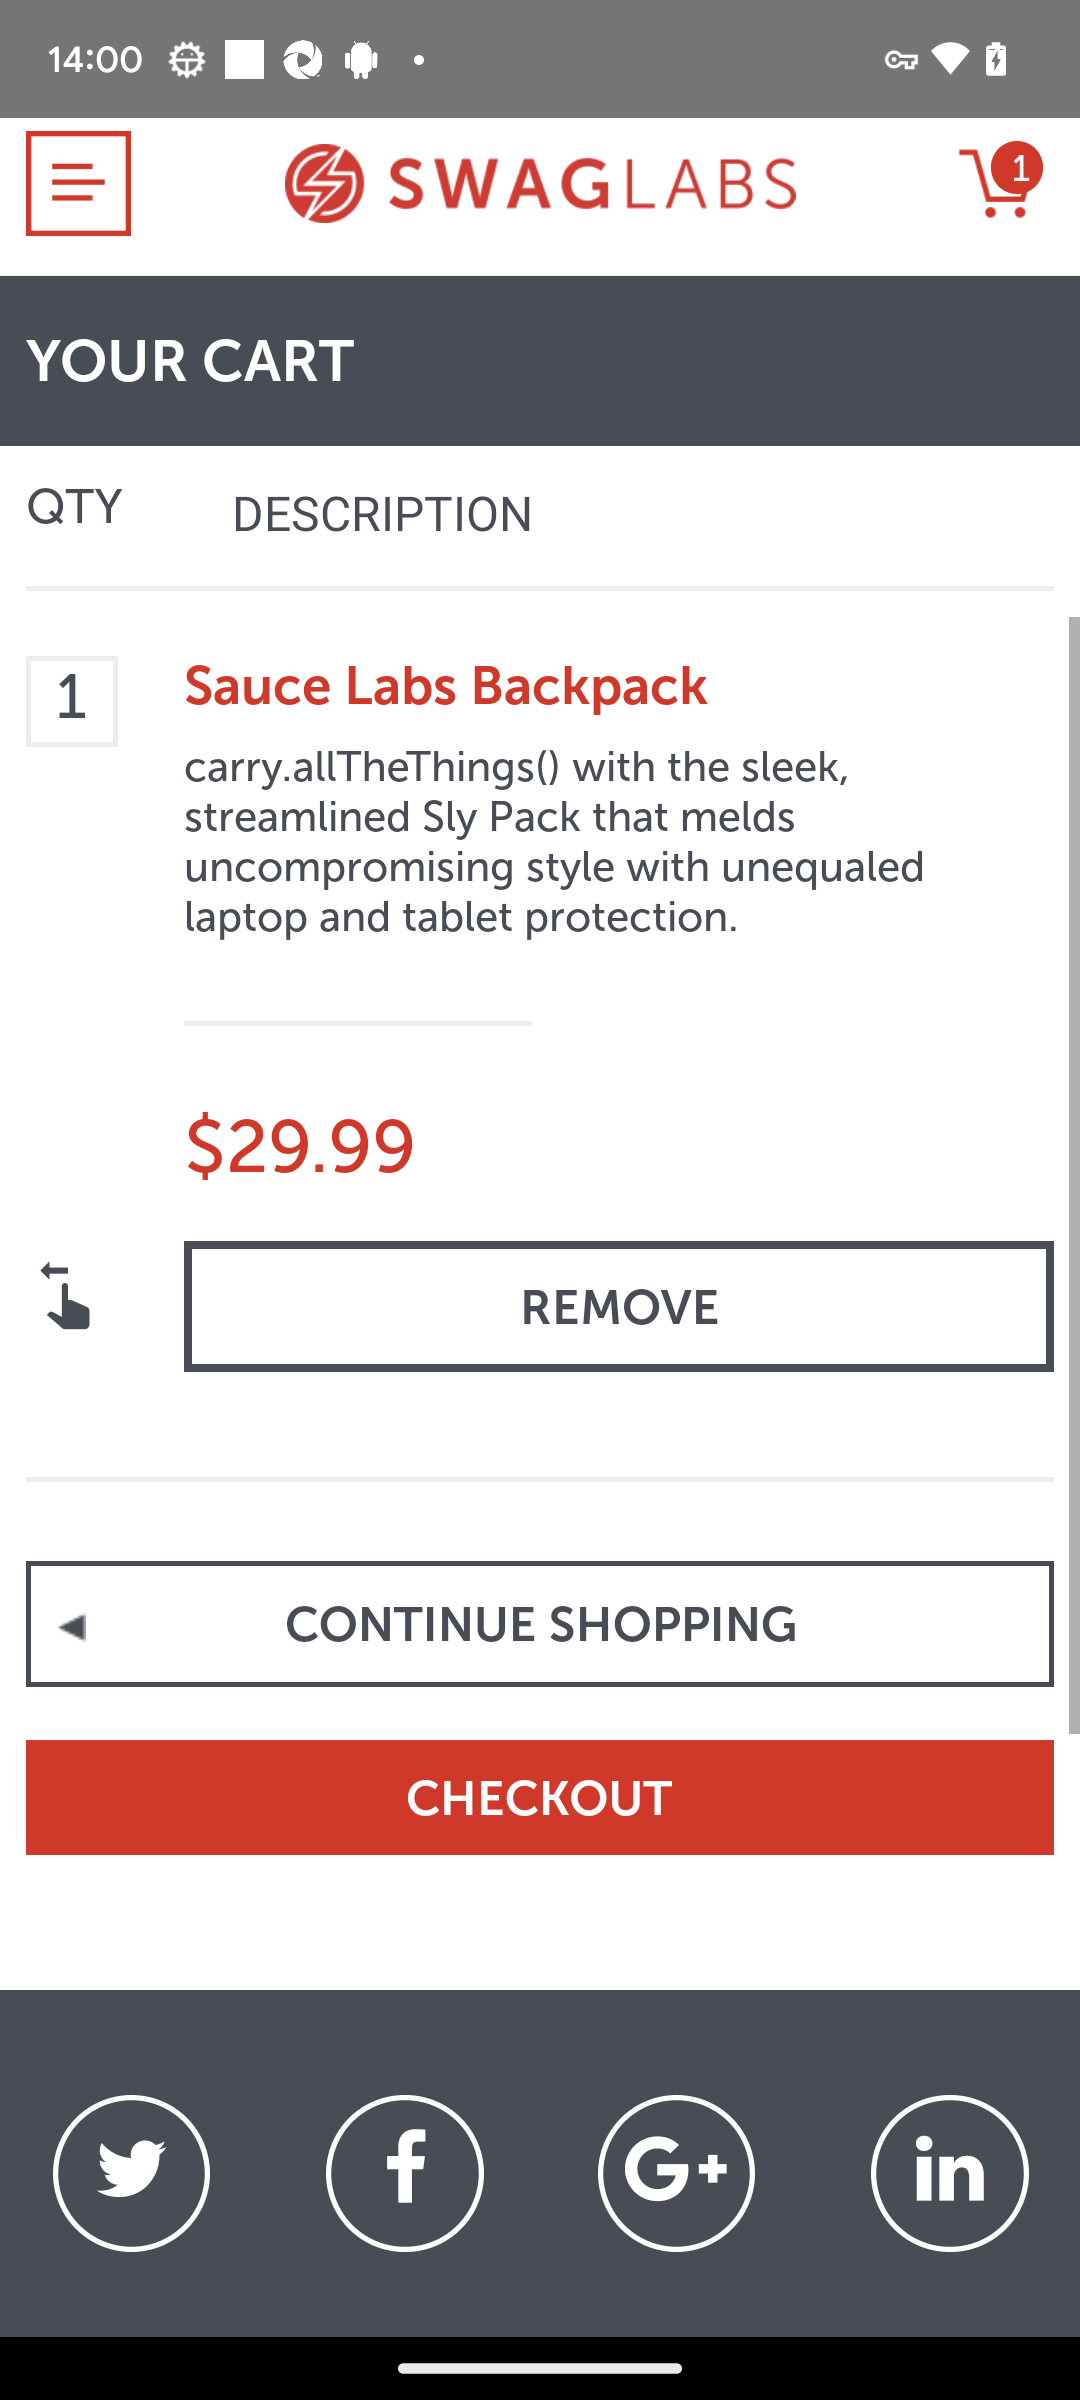 14:00
SWAGLABS
1
YOUR CART
QTY
DESCRIPTION
1
Sauce Labs Backpack
carry.allTheThings() with the sleek,
streamlined Sly Pack that melds
uncompromising style with unequaled
laptop and tablet protection.
$29.99
REMOVE
CONTINUE SHOPPING
CHECKOUT
f
G+
in